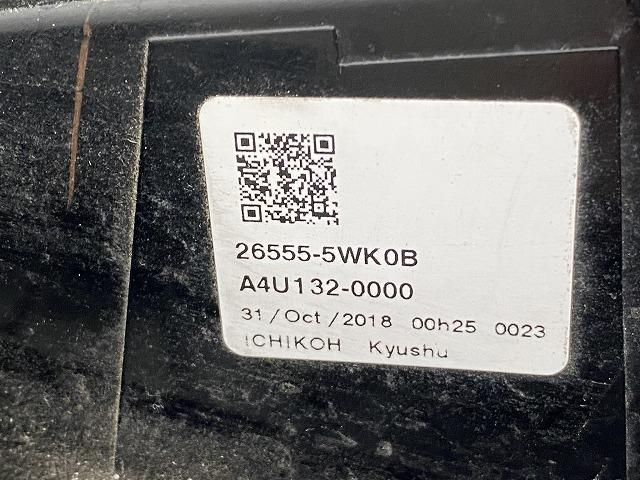 26555-5WK0B
A4U132-0000
31/Oct/2018 00h25 0023
ICHIKOH Kyushu